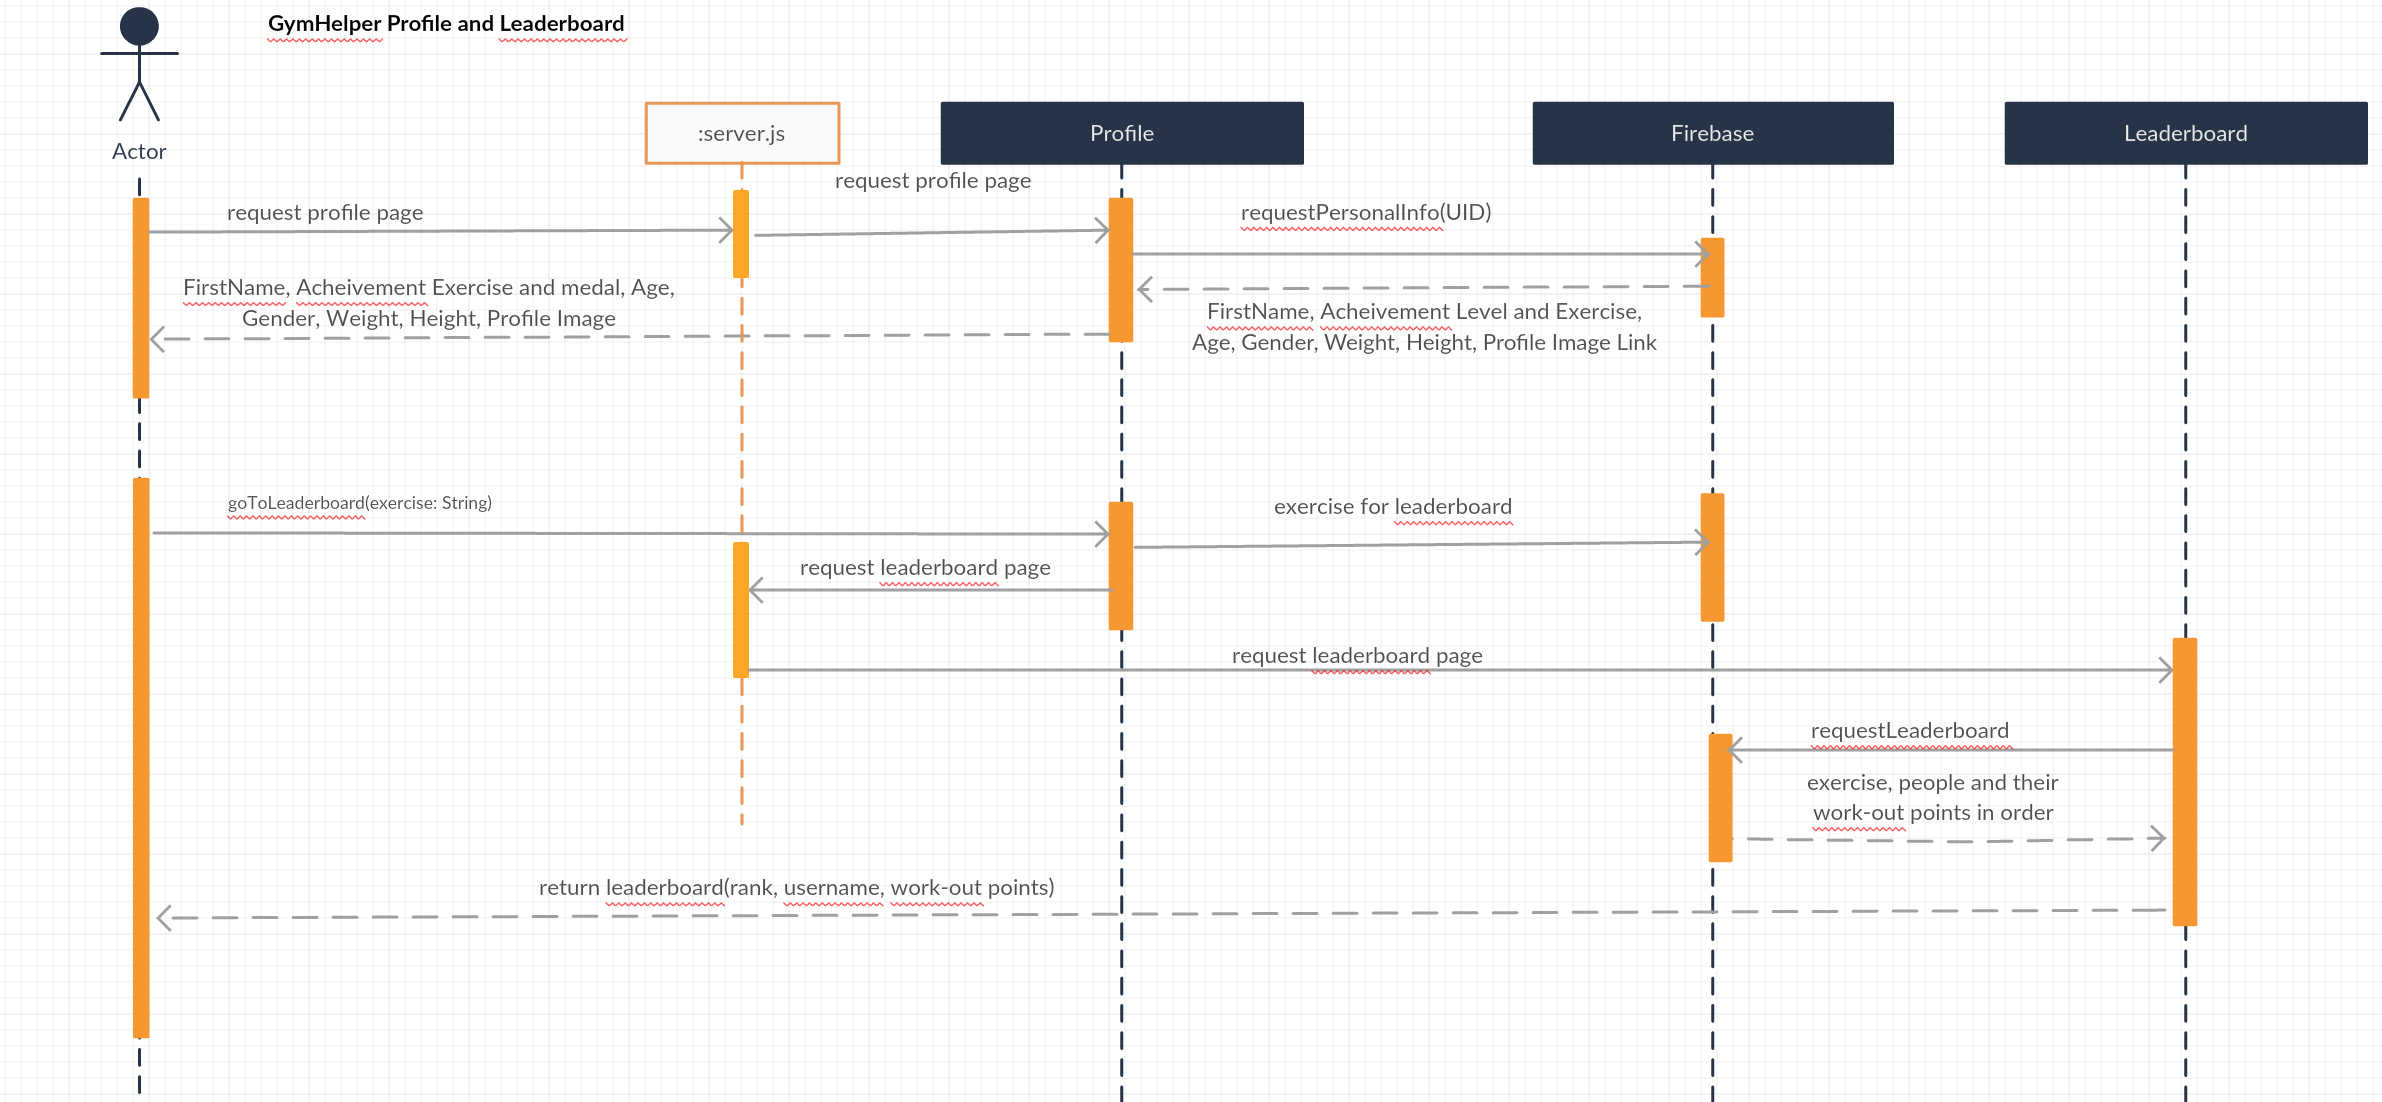 GymHelper Profile and Leaderboard
Actor
:server.js
Profile
Firebase
Leaderboard
request profile page
request profile page
requestPersonalInfo(UID)
FirstName, Acheivement Exercise and medal, Age,
Gender, Weight, Height, Profile Image
FirstName, Acheivement Level and Exercise,
Age, Gender, Weight, Height, Profile Image Link
goToLeaderboard(exercise: String)
exercise for leaderboard
request leaderboard page
request leaderboard page
requestLeaderboard
exercise, people and their
work-out points in order
return leaderboard(rank, username, work-out points)